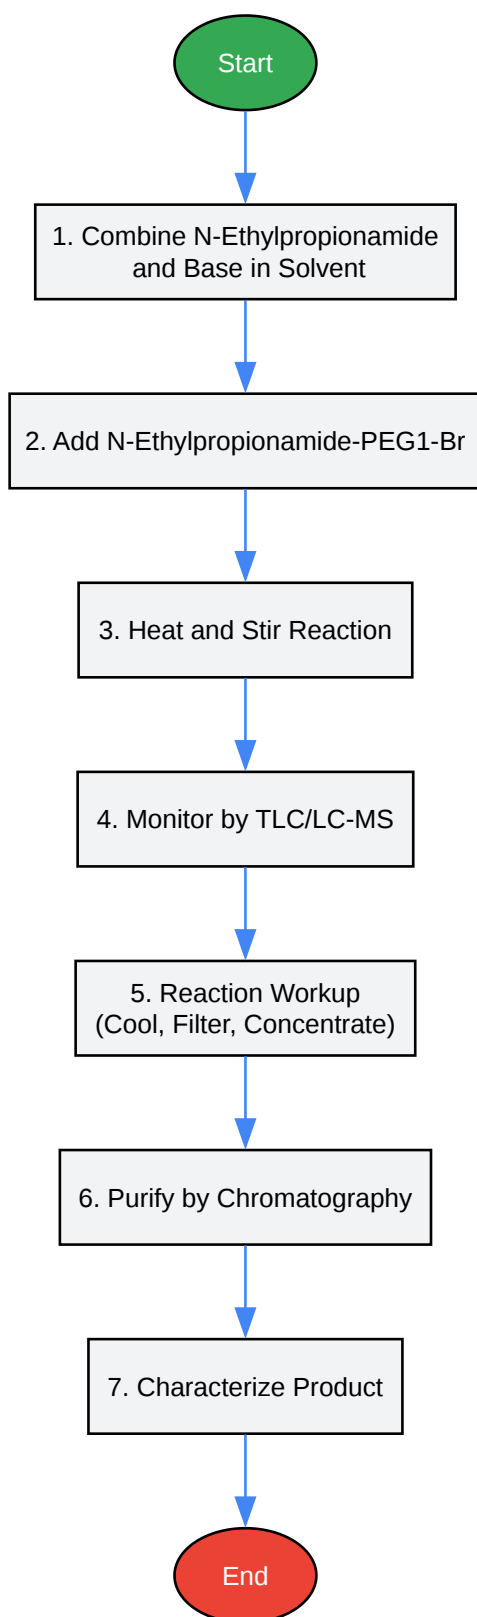 Start
1. Combine N-Ethylpropionamide
and Base in Solvent
2. Add N-Ethylpropionamide-PEG1-Br
3. Heat and Stir Reaction
4. Monitor by TLC/LC-MS
5. Reaction Workup
(Cool, Filter, Concentrate)
6. Purify by Chromatography
7. Characterize Product
End